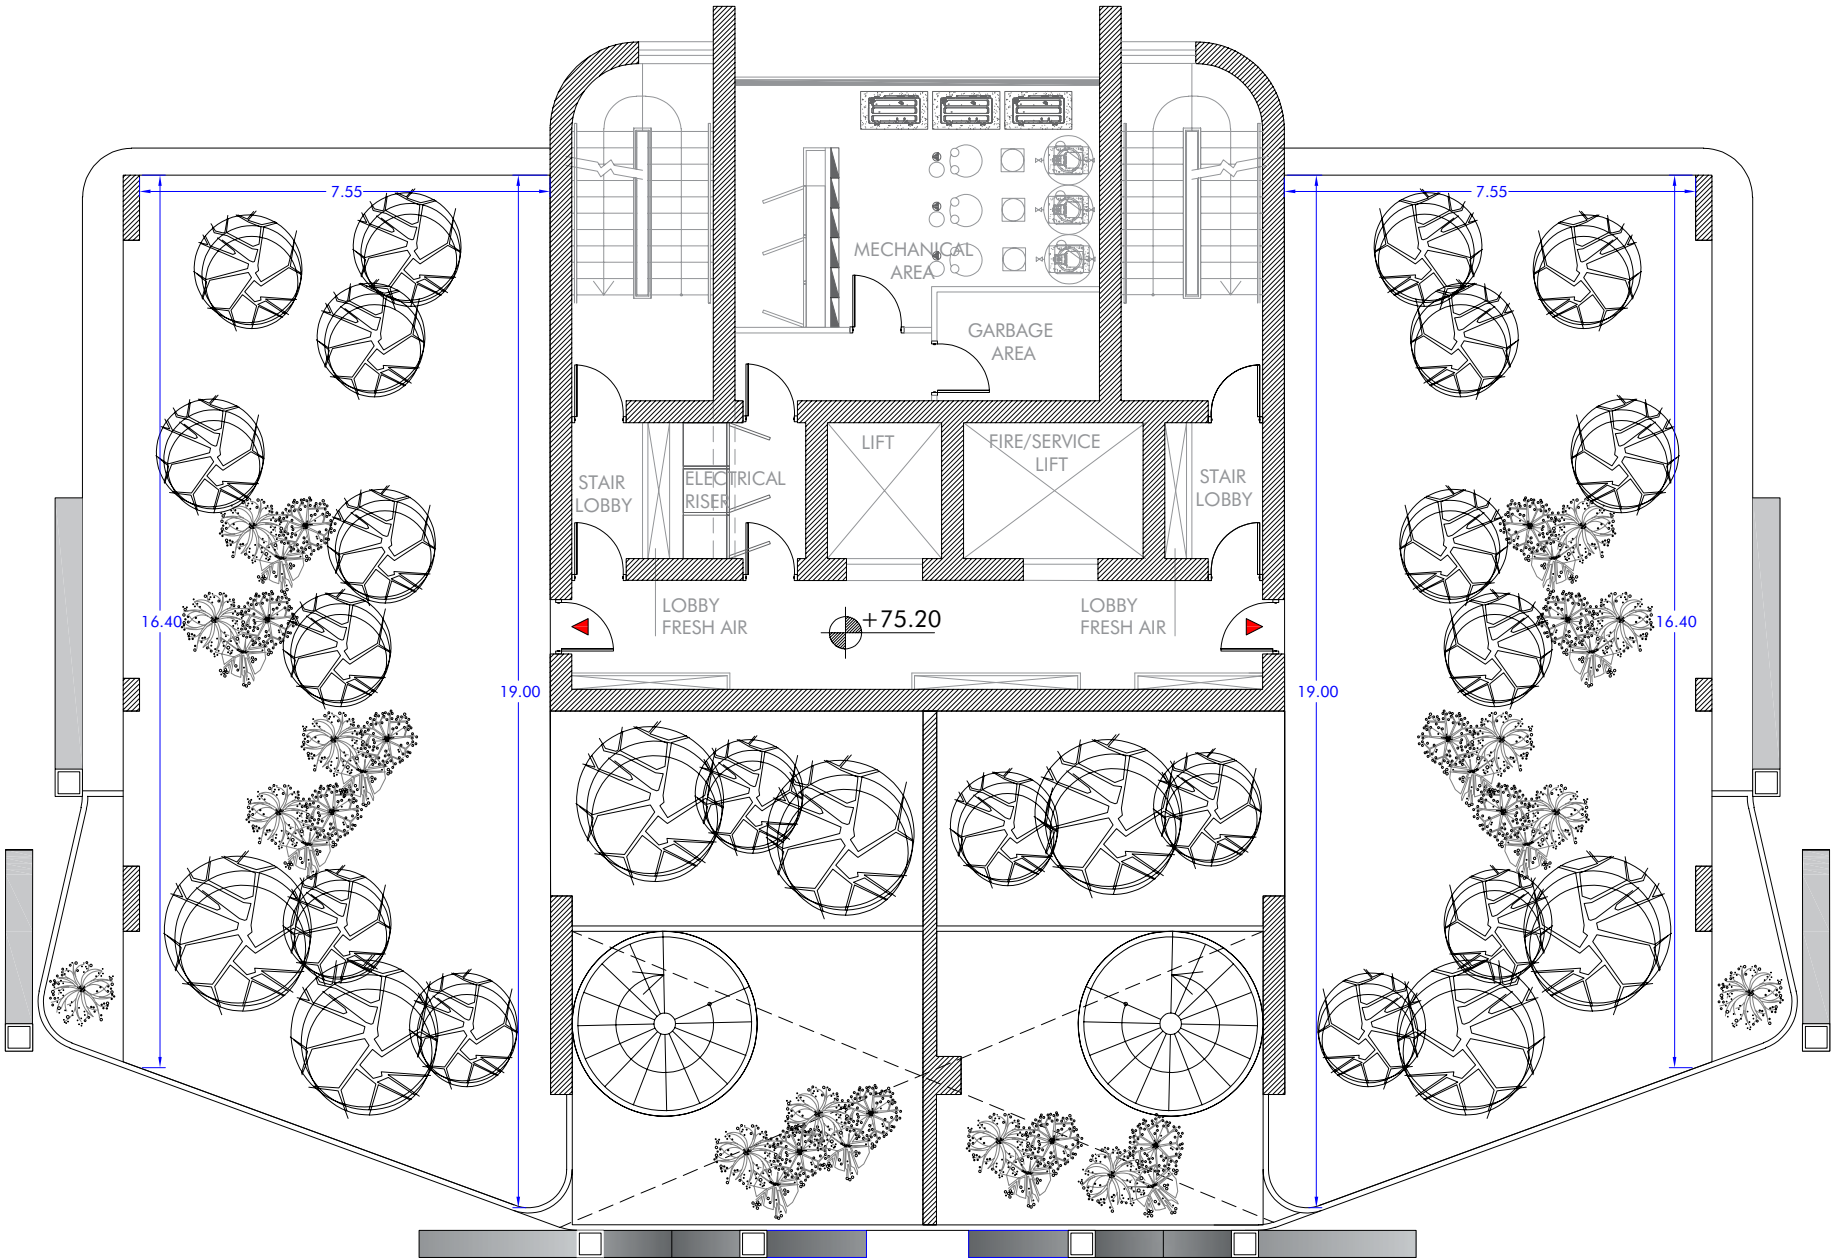 7.55
7.55
MECHANICAL
AREA
GARBAGE
AREA
LIFT
FIRE/SERVICE
LIFT
STAIR
LOBBY
ELECTRICAL
RISER
STAIR
LOBBY
LOBBY
FRESH AIR
+75.20
LOBBY
FRESH AIR
16.40
16.40
19.00
19.00